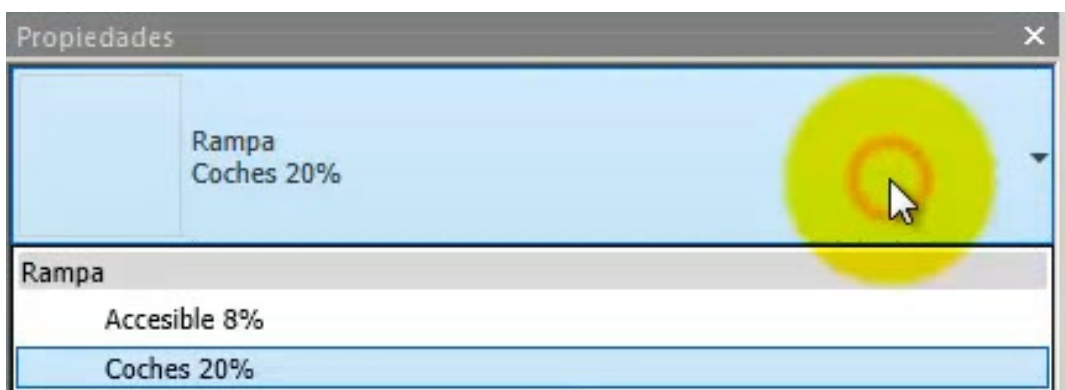 Propiedades
Rampa
Coches 20%
Rampa
Accesible 8%
Coches 20%